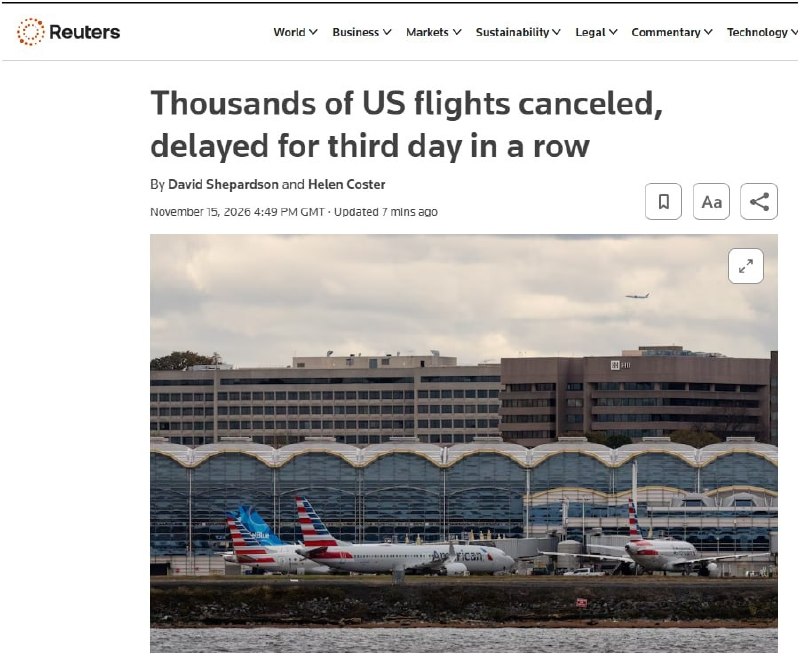 Reuters
World Business Markets Sustainability Legal Commentary Technology
Thousands of US flights canceled,
delayed for third day in a row
By David Shepardson and Helen Coster
November 15, 2026 4:49 PM GMT · Updated 7 mins ago
Aa
jetBlue
American